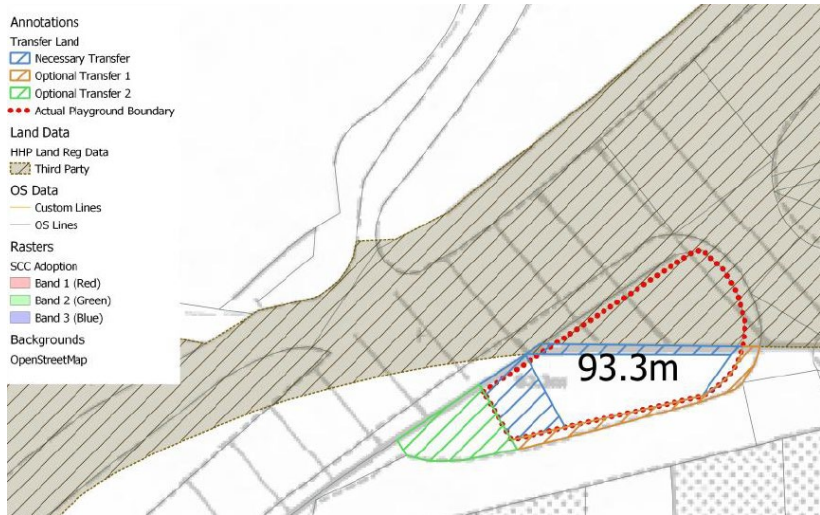 Annotations
Transfer Land
Necessary Transfer
Optional Transfer 1
Optional Transfer 2
Actual Playground Boundary
Land Data
HHP Land Reg Data
Third Party
OS Data
Custom Lines
OS Lines
Rasters
SCC Adoption
Band 1 (Red)
Band 2 (Green)
Band 3 (Blue)
Backgrounds
OpenStreetMap
93.3m